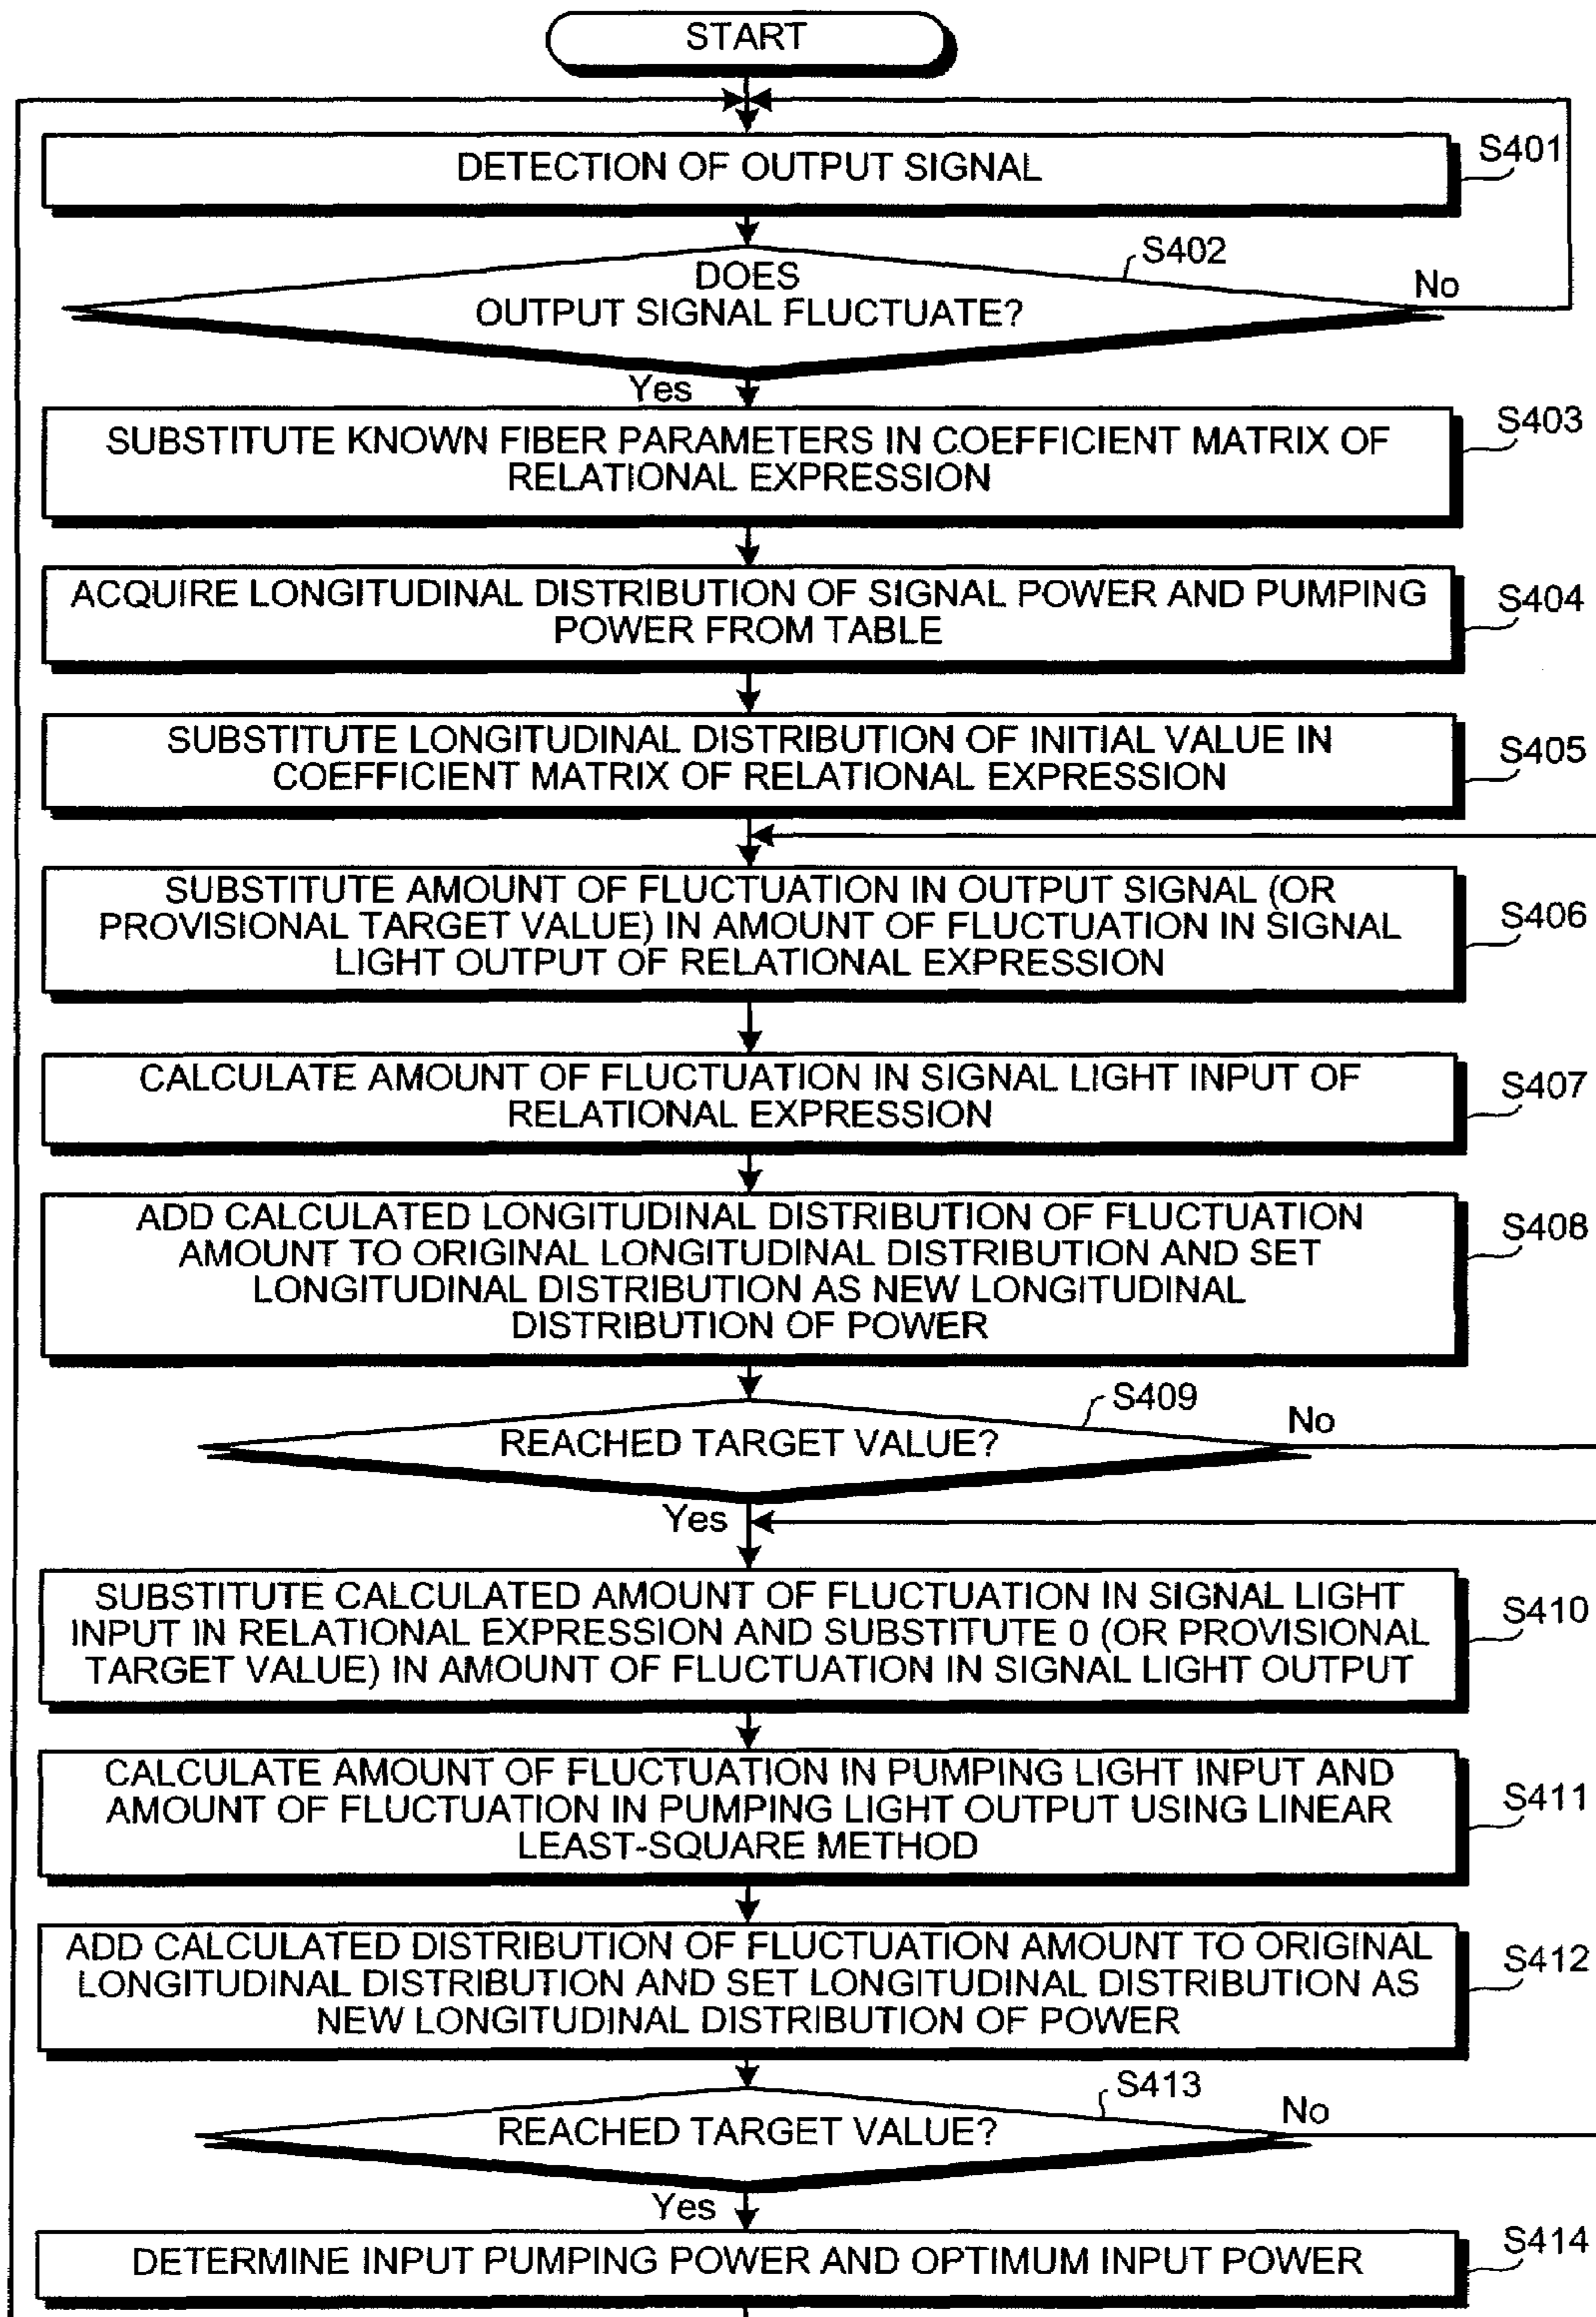 START
DETECTION OF OUTPUT SIGNAL
S401
DOES
OUTPUT SIGNAL FLUCTUATE?
S402
No
Yes
SUBSTITUTE KNOWN FIBER PARAMETERS IN COEFFICIENT MATRIX OF
RELATIONAL EXPRESSION
S403
ACQUIRE LONGITUDINAL DISTRIBUTION OF SIGNAL POWER AND PUMPING
POWER FROM TABLE
S404
SUBSTITUTE LONGITUDINAL DISTRIBUTION OF INITIAL VALUE IN
COEFFICIENT MATRIX OF RELATIONAL EXPRESSION
S405
SUBSTITUTE AMOUNT OF FLUCTUATION IN OUTPUT SIGNAL (OR
PROVISIONAL TARGET VALUE) IN AMOUNT OF FLUCTUATION IN SIGNAL
LIGHT OUTPUT OF RELATIONAL EXPRESSION
S406
CALCULATE AMOUNT OF FLUCTUATION IN SIGNAL LIGHT INPUT OF
RELATIONAL EXPRESSION
S407
ADD CALCULATED LONGITUDINAL DISTRIBUTION OF FLUCTUATION
AMOUNT TO ORIGINAL LONGITUDINAL DISTRIBUTION AND SET
LONGITUDINAL DISTRIBUTION AS NEW LONGITUDINAL
DISTRIBUTION OF POWER
S408
REACHED TARGET VALUE?
S409
No
Yes
SUBSTITUTE CALCULATED AMOUNT OF FLUCTUATION IN SIGNAL LIGHT
INPUT IN RELATIONAL EXPRESSION AND SUBSTITUTE 0 (OR PROVISIONAL
TARGET VALUE) IN AMOUNT OF FLUCTUATION IN SIGNAL LIGHT OUTPUT
S410
CALCULATE AMOUNT OF FLUCTUATION IN PUMPING LIGHT INPUT AND
AMOUNT OF FLUCTUATION IN PUMPING LIGHT OUTPUT USING LINEAR
LEAST-SQUARE METHOD
S411
ADD CALCULATED DISTRIBUTION OF FLUCTUATION AMOUNT TO ORIGINAL
LONGITUDINAL DISTRIBUTION AND SET LONGITUDINAL DISTRIBUTION AS
NEW LONGITUDINAL DISTRIBUTION OF POWER
S412
REACHED TARGET VALUE?
S413
No
Yes
DETERMINE INPUT PUMPING POWER AND OPTIMUM INPUT POWER
S414